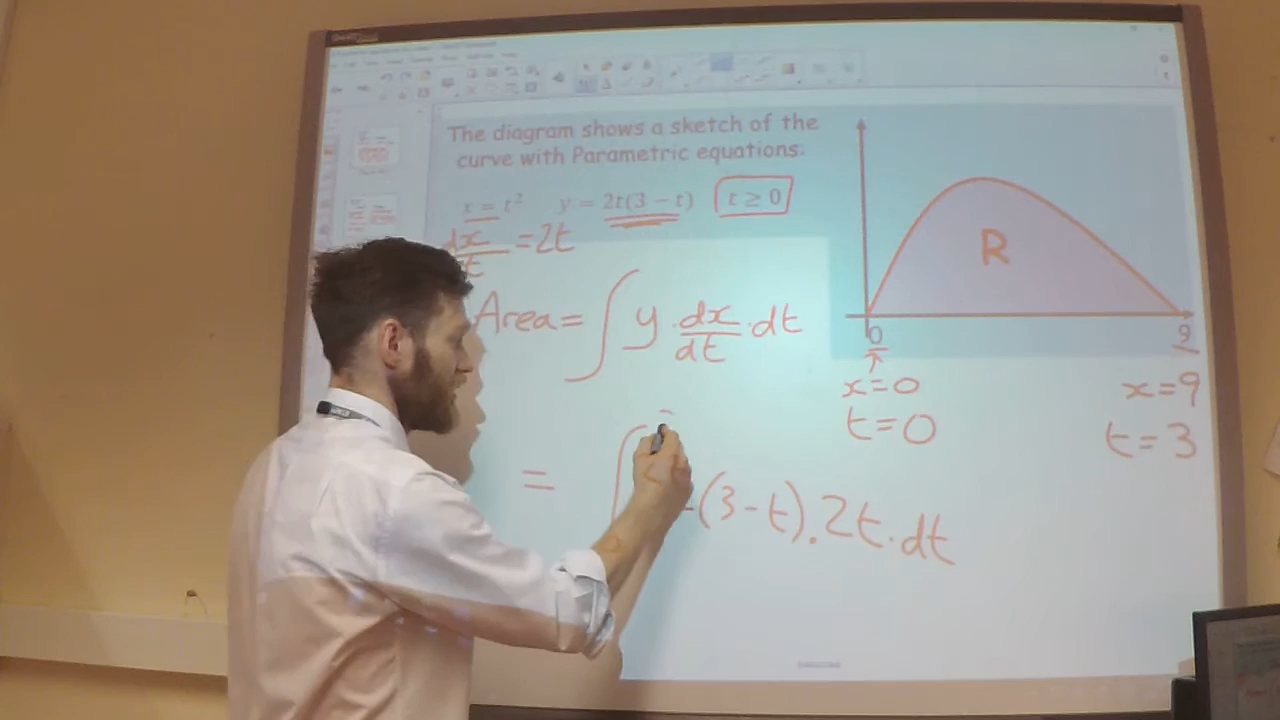 The diagram shows a sketch of the
curve with Parametric equations:
x = t² y = 2t(3 − t) t ≥ 0
dx/dt = 2t
R
0 9
Area = ∫ y . dx/dt . dt
x = 0 x = 9
t = 0 t = 3
= ∫ (3 − t) . 2t . dt